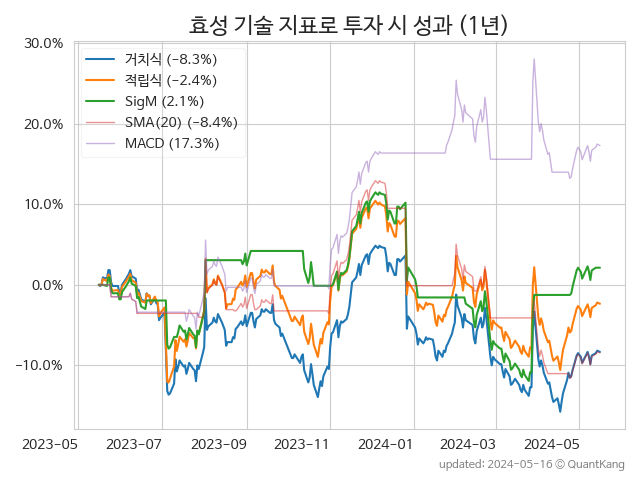 효성 기술 지표로 투자 시 성과 (1년)
30.0%
20.0%
10.0%
0.0%
−10.0%
거치식 (−8.3%)
적립식 (−2.4%)
SigM (2.1%)
SMA(20) (−8.4%)
MACD (17.3%)
2023-05 2023-07 2023-09 2023-11 2024-01 2024-03 2024-05
updated: 2024-05-16 ⓒ QuantKang